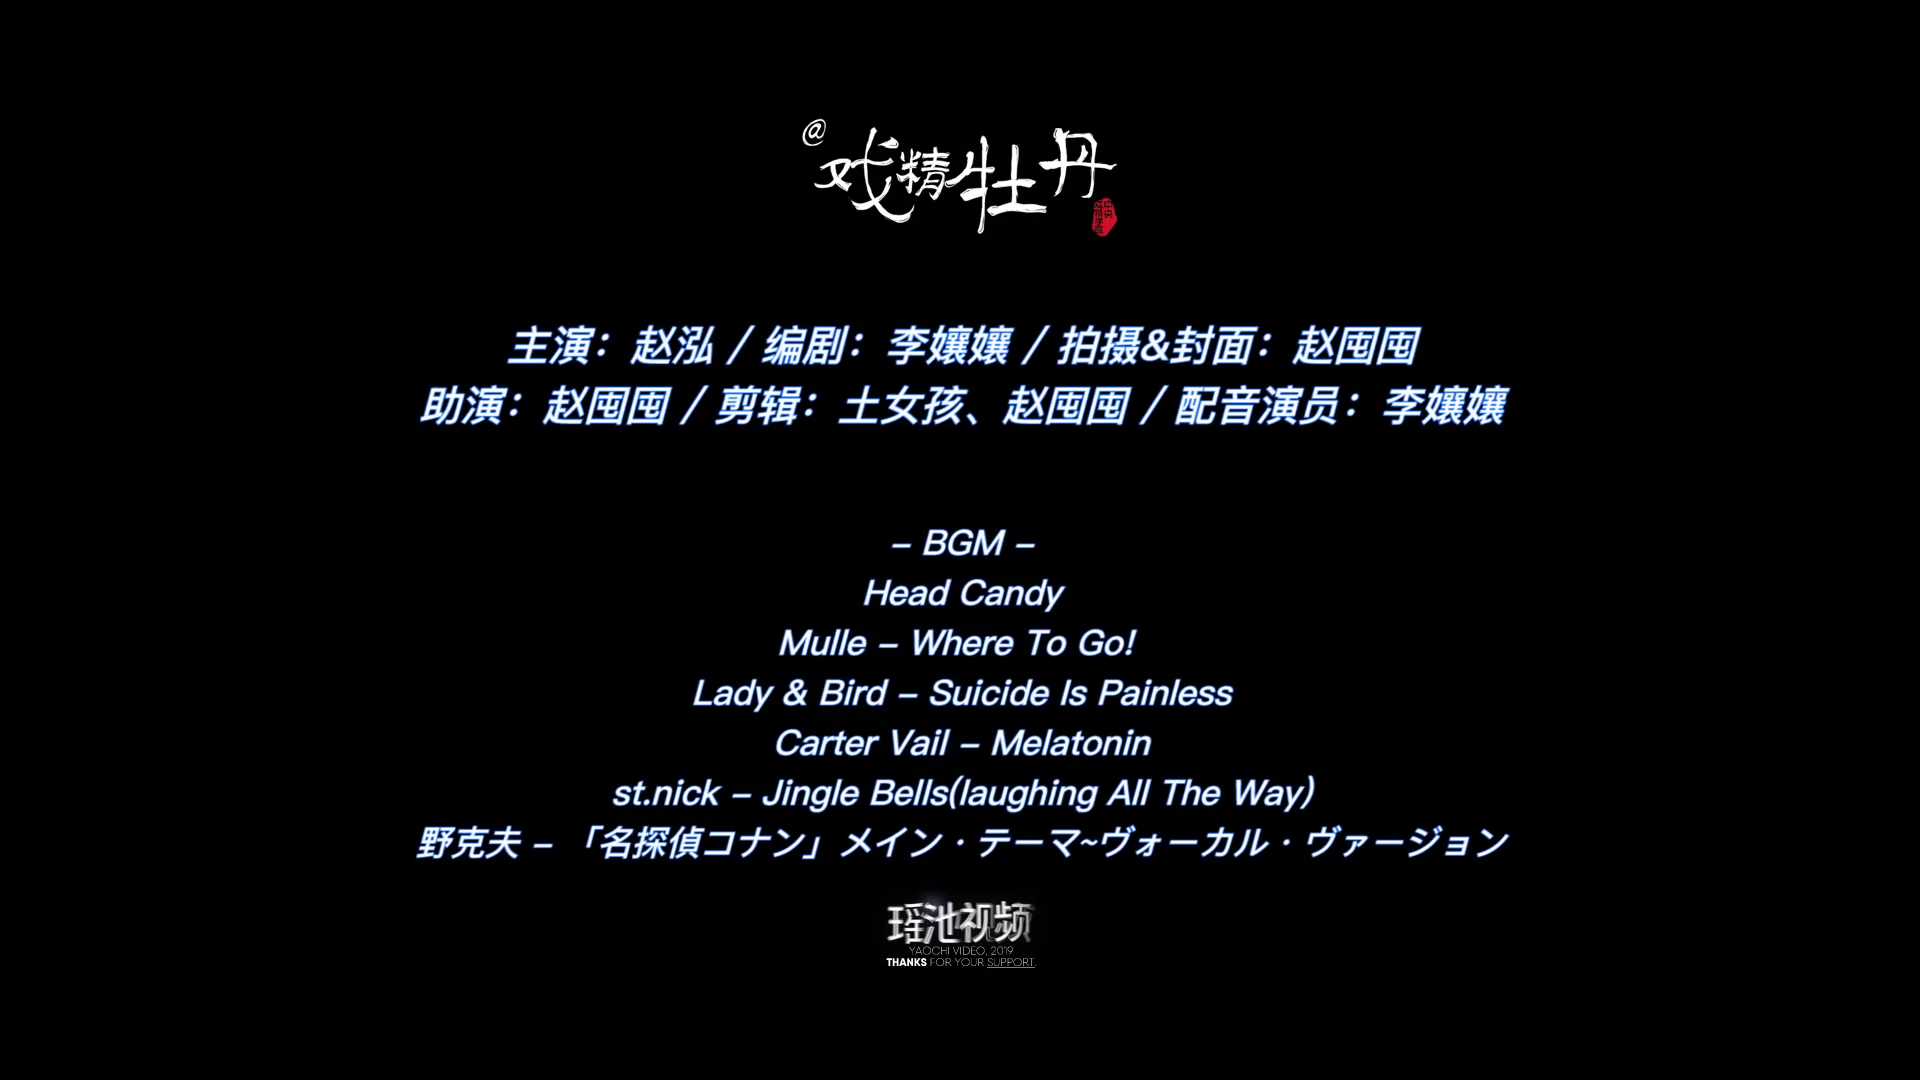 @戏精牡丹
主演：赵泓 / 编剧：李孃孃 / 拍摄&封面：赵囤囤
助演：赵囤囤 / 剪辑：土女孩、赵囤囤 / 配音演员：李孃孃
– BGM –
Head Candy
Mulle – Where To Go!
Lady & Bird – Suicide Is Painless
Carter Vail – Melatonin
st.nick – Jingle Bells(laughing All The Way)
野克夫 – 「名探偵コナン」メイン・テーマ~ヴォーカル・ヴァージョン
瑶池视频
YAOCHI VIDEO, 2019
THANKS FOR YOUR SUPPORT.